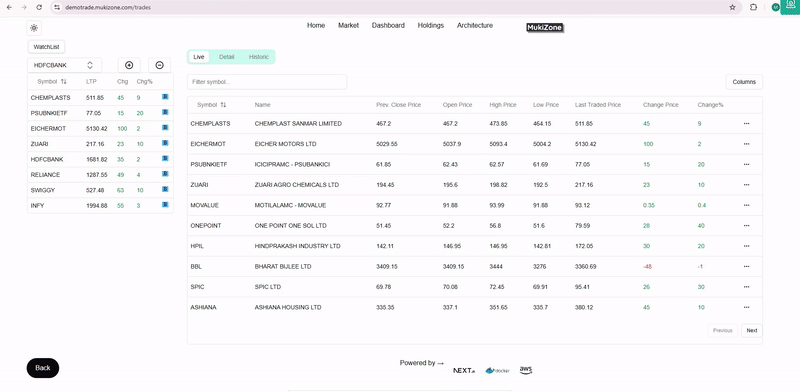 demotrade.mukizone.com/trades
Home Market Dashboard Holdings Architecture MukiZone
WatchList
HDFCBANK
Symbol LTP Chg Chg%
CHEMPLASTS 511.85 45 9 B
PSUBNKIETF 77.05 15 20 B
EICHERMOT 5130.42 100 2 B
ZUARI 217.16 23 10 B
HDFCBANK 1681.82 35 2 B
RELIANCE 1287.55 49 4 B
SWIGGY 527.48 63 10 B
INFY 1994.88 55 3 B
Live Detail Historic
Filter symbol... Columns
Symbol Name Prev. Close Price Open Price High Price Low Price Last Traded Price Change Price Change%
CHEMPLASTS CHEMPLAST SANMAR LIMITED 467.2 467.2 473.85 464.15 511.85 45 9 ...
EICHERMOT EICHER MOTORS LTD 5029.55 5037.9 5093.4 5004.2 5130.42 100 2 ...
PSUBNKIETF ICICIPRAMC - PSUBANKICI 61.85 62.43 62.57 61.69 77.05 15 20 ...
ZUARI ZUARI AGRO CHEMICALS LTD 194.45 195.6 198.82 192.5 217.16 23 10 ...
MOVALUE MOTILALAMC - MOVALUE 92.77 91.88 93.99 91.88 93.12 0.35 0.4 ...
ONEPOINT ONE POINT ONE SOL LTD 51.45 52.2 56.8 51.6 79.59 28 40 ...
HPIL HINDPRAKASH INDUSTRY LTD 142.11 146.95 146.95 142.81 172.05 30 20 ...
BBL BHARAT BIJLEE LTD 3409.15 3409.15 3444 3276 3360.69 -48 -1 ...
SPIC SPIC LTD 69.78 70.08 72.45 69.91 95.41 26 30 ...
ASHIANA ASHIANA HOUSING LTD 335.35 337.1 351.65 335.7 380.12 45 10 ...
Previous Next
Back
Powered by → NEXT.JS docker aws